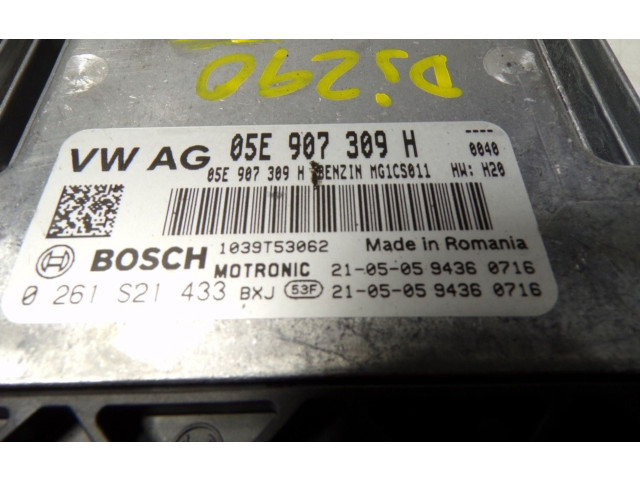 Dj290
VW AG 05E 907 309 H ----
05E 907 309 H BENZIN MG1CS011 HW: H20 0040
BOSCH 1039T53062 Made in Romania
MOTRONIC 21-05-05 9436 0716
0 261 S21 433 BXJ 53F 21-05-05 9436 0716